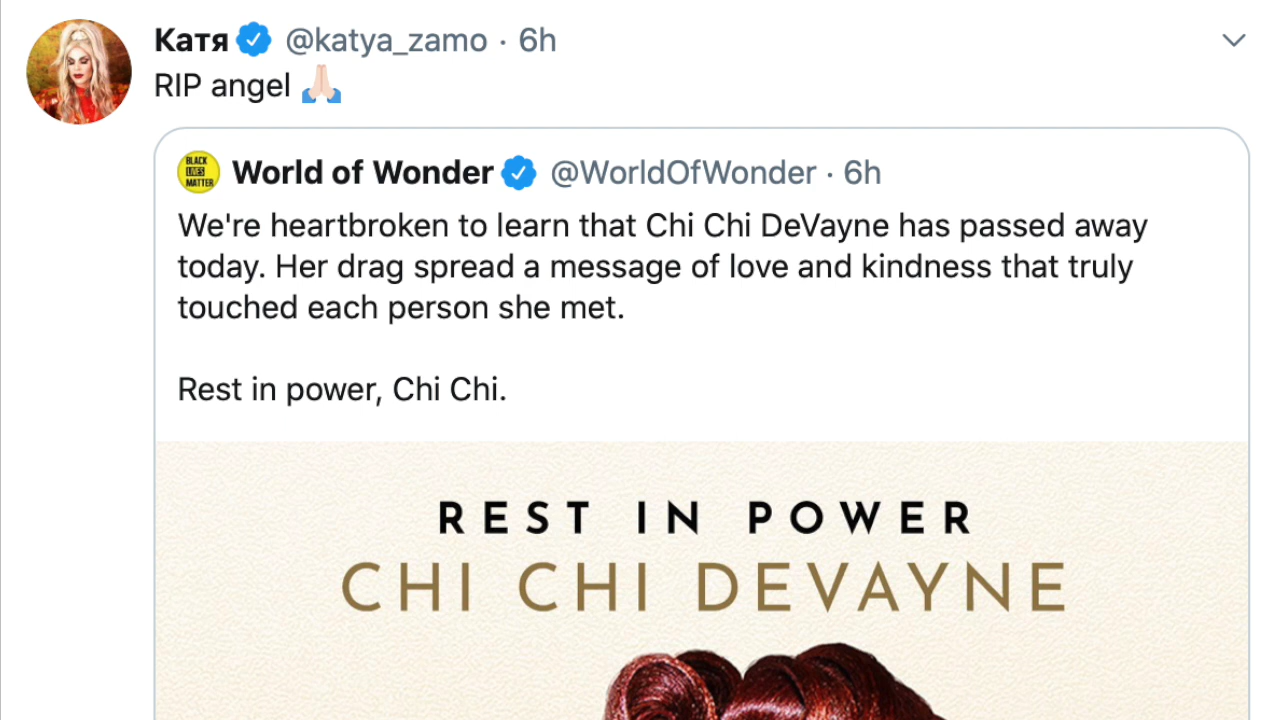 Катя @katya_zamo · 6h
RIP angel 🙏🏻
BLACK
LIVES
MATTER
World of Wonder @WorldOfWonder · 6h
We're heartbroken to learn that Chi Chi DeVayne has passed away
today. Her drag spread a message of love and kindness that truly
touched each person she met.
Rest in power, Chi Chi.
REST IN POWER
CHI CHI DEVAYNE